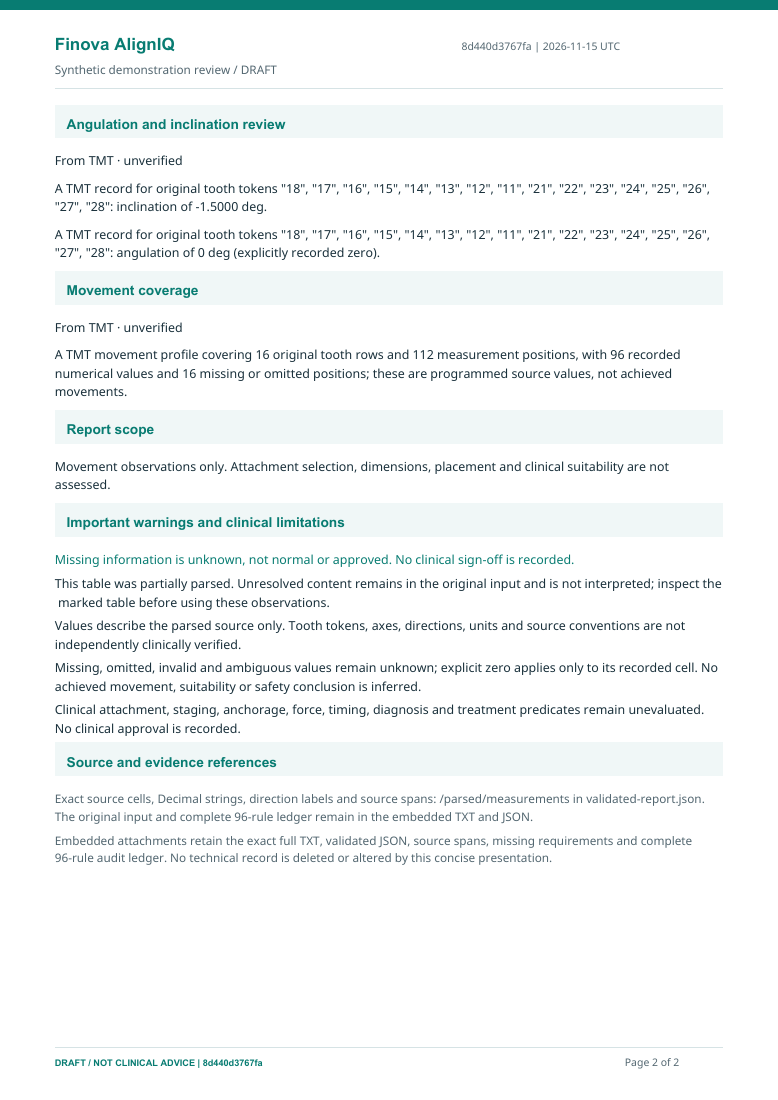 Finova AlignIQ
8d440d3767fa | 2026-11-15 UTC
Synthetic demonstration review / DRAFT
Angulation and inclination review
From TMT · unverified
A TMT record for original tooth tokens "18", "17", "16", "15", "14", "13", "12", "11", "21", "22", "23", "24", "25", "26",
"27", "28": inclination of -1.5000 deg.
A TMT record for original tooth tokens "18", "17", "16", "15", "14", "13", "12", "11", "21", "22", "23", "24", "25", "26",
"27", "28": angulation of 0 deg (explicitly recorded zero).
Movement coverage
From TMT · unverified
A TMT movement profile covering 16 original tooth rows and 112 measurement positions, with 96 recorded
numerical values and 16 missing or omitted positions; these are programmed source values, not achieved
movements.
Report scope
Movement observations only. Attachment selection, dimensions, placement and clinical suitability are not
assessed.
Important warnings and clinical limitations
Missing information is unknown, not normal or approved. No clinical sign-off is recorded.
This table was partially parsed. Unresolved content remains in the original input and is not interpreted; inspect the
marked table before using these observations.
Values describe the parsed source only. Tooth tokens, axes, directions, units and source conventions are not
independently clinically verified.
Missing, omitted, invalid and ambiguous values remain unknown; explicit zero applies only to its recorded cell. No
achieved movement, suitability or safety conclusion is inferred.
Clinical attachment, staging, anchorage, force, timing, diagnosis and treatment predicates remain unevaluated.
No clinical approval is recorded.
Source and evidence references
Exact source cells, Decimal strings, direction labels and source spans: /parsed/measurements in validated-report.json.
The original input and complete 96-rule ledger remain in the embedded TXT and JSON.
Embedded attachments retain the exact full TXT, validated JSON, source spans, missing requirements and complete
96-rule audit ledger. No technical record is deleted or altered by this concise presentation.
DRAFT / NOT CLINICAL ADVICE | 8d440d3767fa
Page 2 of 2